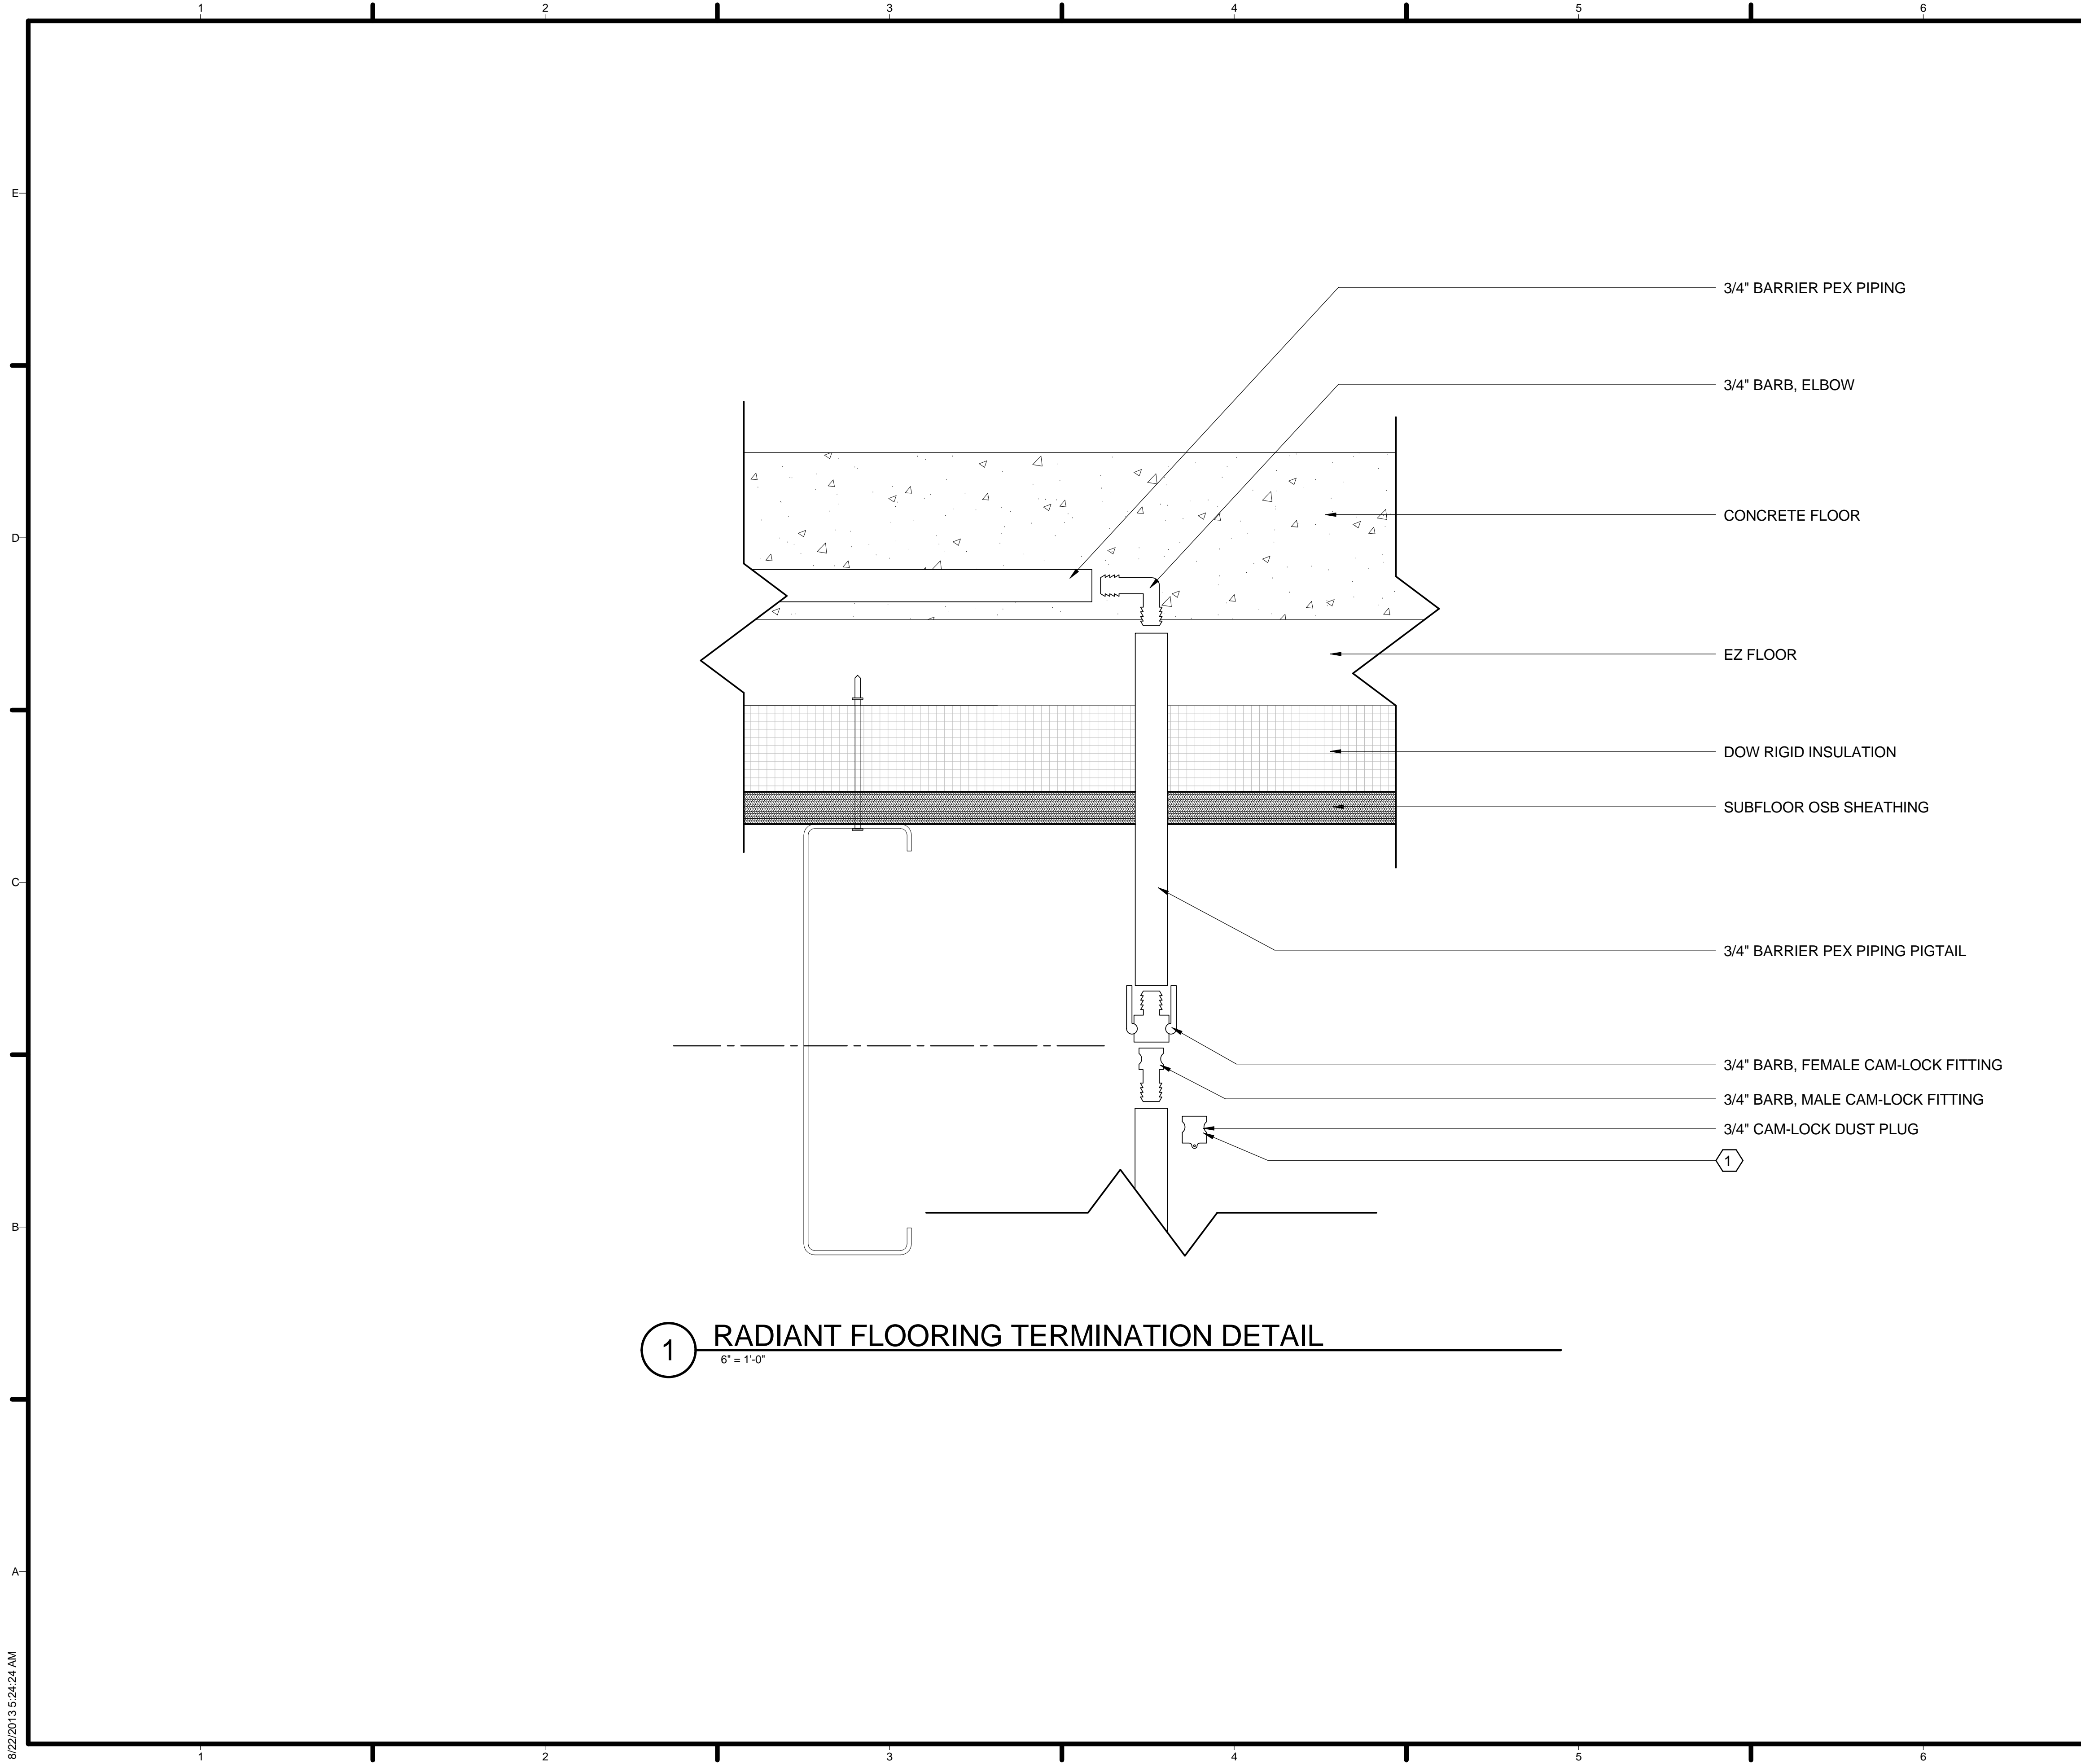 1 2 3 4 5 6
E
D
C
B
A
3/4" BARRIER PEX PIPING
3/4" BARB, ELBOW
CONCRETE FLOOR
EZ FLOOR
DOW RIGID INSULATION
SUBFLOOR OSB SHEATHING
3/4" BARRIER PEX PIPING PIGTAIL
3/4" BARB, FEMALE CAM-LOCK FITTING
3/4" BARB, MALE CAM-LOCK FITTING
3/4" CAM-LOCK DUST PLUG
1
1 RADIANT FLOORING TERMINATION DETAIL
6" = 1'-0"
8/22/2013 5:24:24 AM
1 2 3 4 5 6